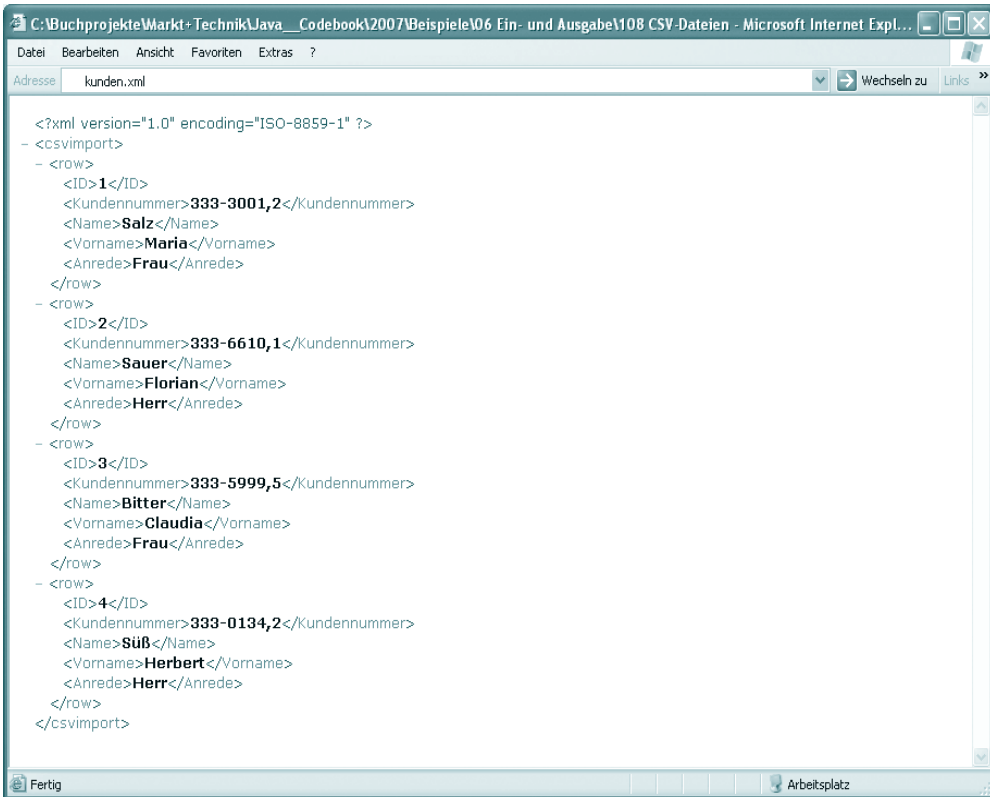 C:\Buchprojekte\Markt+Technik\Java__Codebook\2007\Beispiele\06 Ein- und Ausgabe\108 CSV-Dateien - Microsoft Internet Expl...
Datei Bearbeiten Ansicht Favoriten Extras ?
Adresse kunden.xml Wechseln zu Links »
<?xml version="1.0" encoding="ISO-8859-1" ?>
- <csvimport>
- <row>
<ID>1</ID>
<Kundennummer>333-3001,2</Kundennummer>
<Name>Salz</Name>
<Vorname>Maria</Vorname>
<Anrede>Frau</Anrede>
</row>
- <row>
<ID>2</ID>
<Kundennummer>333-6610,1</Kundennummer>
<Name>Sauer</Name>
<Vorname>Florian</Vorname>
<Anrede>Herr</Anrede>
</row>
- <row>
<ID>3</ID>
<Kundennummer>333-5999,5</Kundennummer>
<Name>Bitter</Name>
<Vorname>Claudia</Vorname>
<Anrede>Frau</Anrede>
</row>
- <row>
<ID>4</ID>
<Kundennummer>333-0134,2</Kundennummer>
<Name>Süß</Name>
<Vorname>Herbert</Vorname>
<Anrede>Herr</Anrede>
</row>
</csvimport>
Fertig Arbeitsplatz